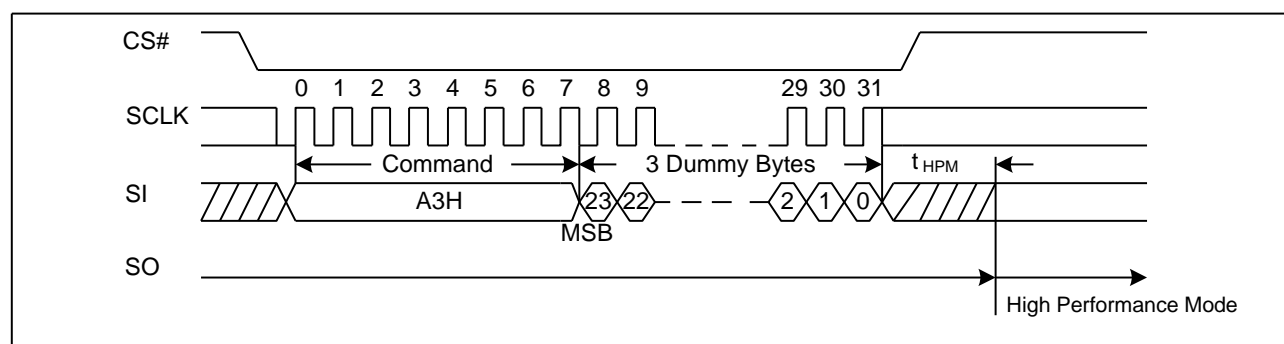 CS#
0 1 2 3 4 5 6 7 8 9 29 30 31
SCLK
Command 3 Dummy Bytes t HPM
SI A3H 23 22 2 1 0
MSB
SO
High Performance Mode